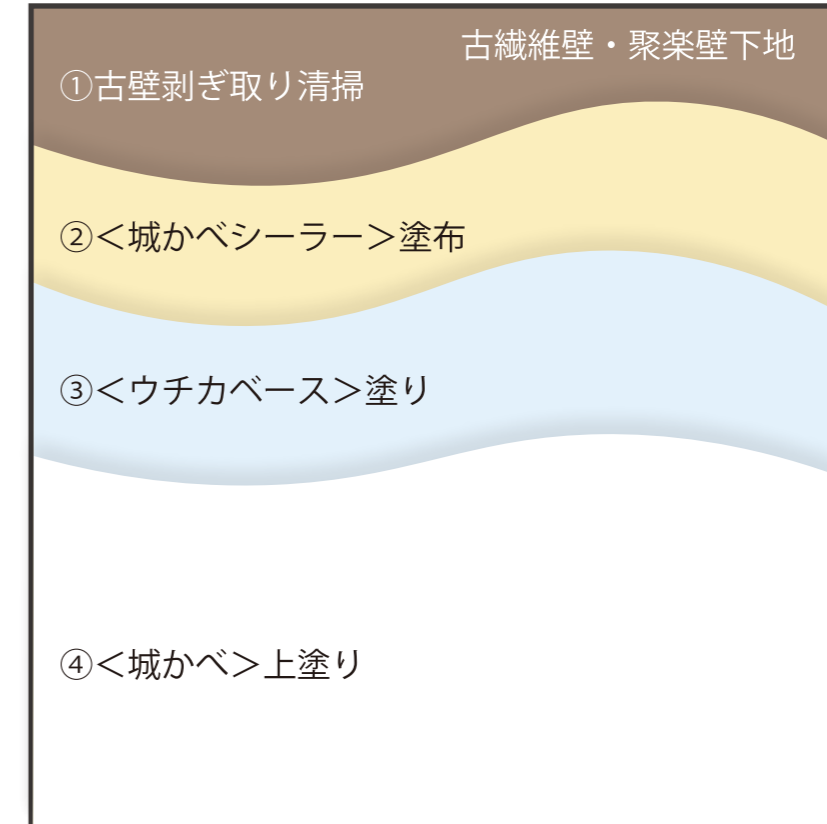 古繊維壁・聚楽壁下地
①古壁剥ぎ取り清掃
②＜城かべシーラー＞塗布
③＜ウチカベース＞塗り
④＜城かべ＞上塗り